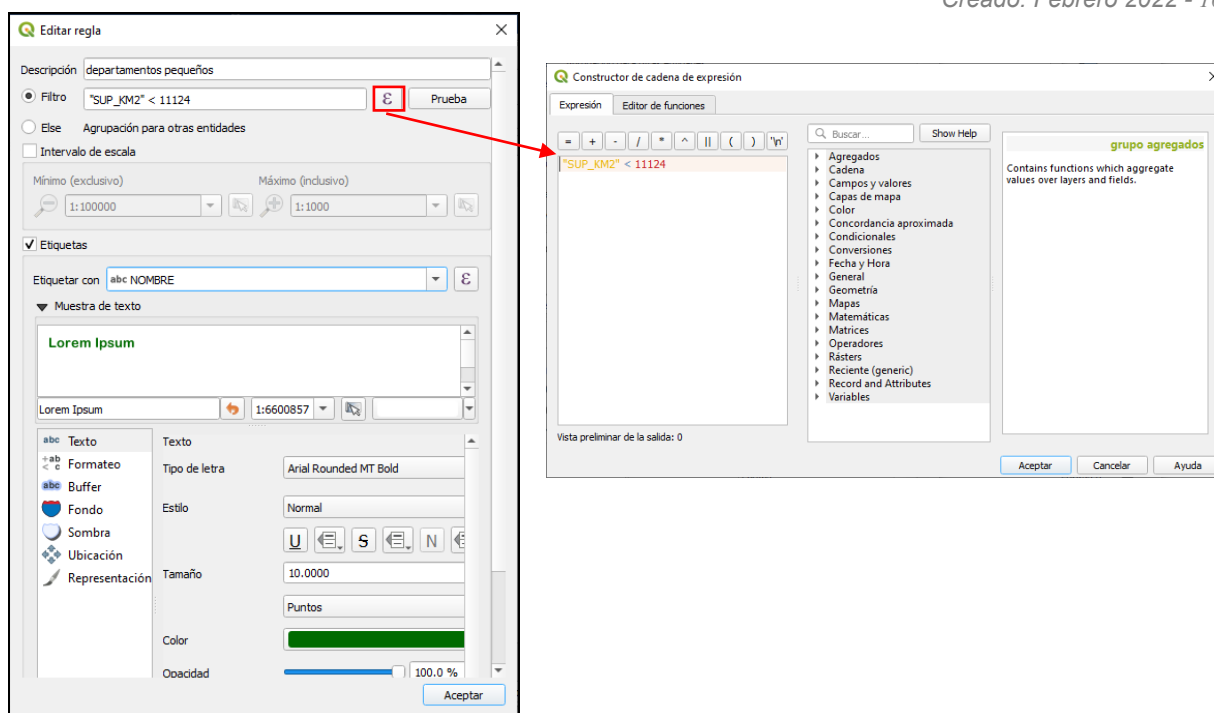 Creado: Febrero 2022 -
Editar regla
Descripción departamentos pequeños
Filtro "SUP_KM2" < 11124 ε Prueba
Else Agrupación para otras entidades
Intervalo de escala
Mínimo (exclusivo) Máximo (inclusivo)
1:100000 1:1000
Etiquetas
Etiquetar con abc NOMBRE ε
Muestra de texto
Lorem Ipsum
Lorem Ipsum 1:6600857
abc Texto
Formateo
abc Buffer
Fondo
Sombra
Ubicación
Representación
Texto
Tipo de letra Arial Rounded MT Bold
Estilo Normal
U S N
Tamaño 10.0000
Puntos
Color
Opacidad 100.0 %
Aceptar
Constructor de cadena de expresión
Expresión Editor de funciones
= + - / * ^ || ( ) '\n'
"SUP_KM2" < 11124
Vista preliminar de la salida: 0
Buscar... Show Help
Agregados
Cadena
Campos y valores
Capas de mapa
Color
Concordancia aproximada
Condicionales
Conversiones
Fecha y Hora
General
Geometría
Mapas
Matemáticas
Matrices
Operadores
Rásters
Reciente (generic)
Record and Attributes
Variables
grupo agregados
Contains functions which aggregate
values over layers and fields.
Aceptar Cancelar Ayuda